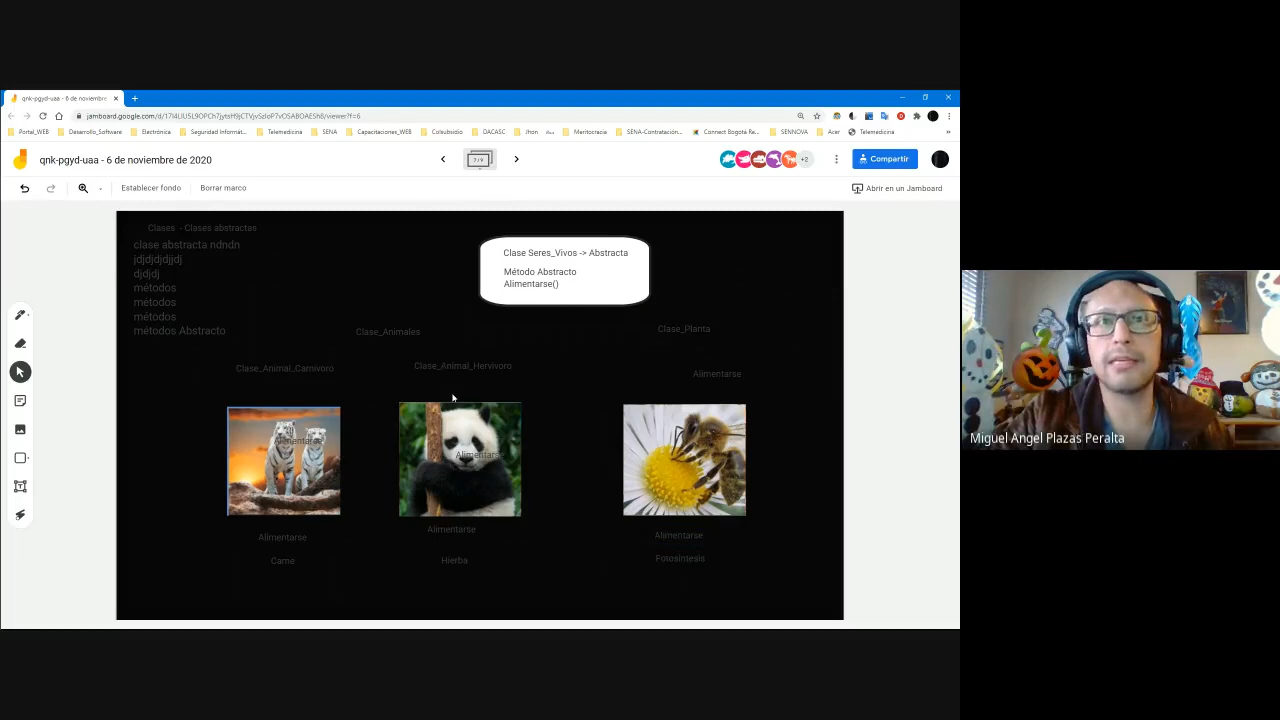 qnk-pgyd-uaa - 6 de noviembre
jamboard.google.com/d/17I4LIU5L9OPCh7jytsH9jCTVjvSzIoP7vOSABOAE5h8/viewer?f=6
Portal_WEB Desarrollo_Software Electrónica Seguridad Informát... Telemedicina SENA Capacitaciones_WEB Colsubsidio OACASC Jhon Meritocracia SENA-Contratación... Connect Bogotá Re... SENNOVA Acer Telemedicina
qnk-pgyd-uaa - 6 de noviembre de 2020
7/9
+2
Compartir
Establecer fondo Borrar marco
Abrir en un Jamboard
Clases - Clases abstractas
clase abstracta ndndn
jdjdjdjdjjdj
djdjdj
métodos
métodos
métodos
métodos Abstracto
Clase Seres_Vivos -> Abstracta
Método Abstracto
Alimentarse()
Clase_Animales
Clase_Planta
Clase_Animal_Carnivoro
Clase_Animal_Hervivoro
Alimentarse
Alimentarse
Alimentarse
Alimentarse
Carne
Alimentarse
Hierba
Alimentarse
Fotosintesis
Miguel Angel Plazas Peralta